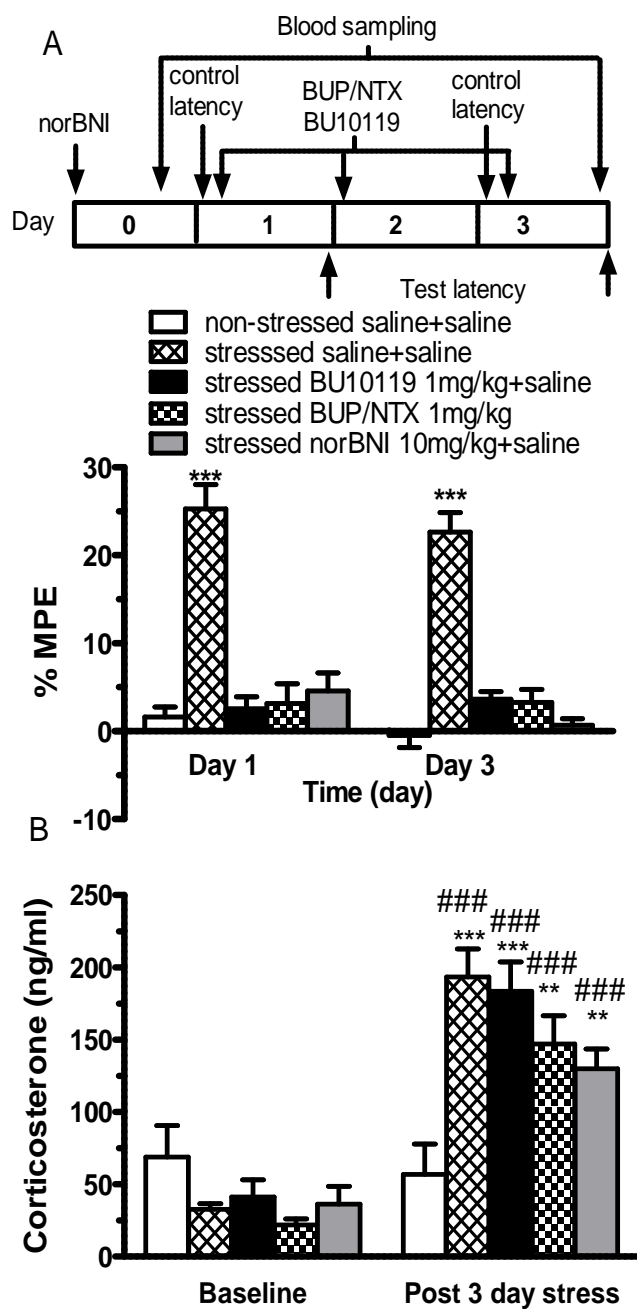 A
Blood sampling
control
latency
BUP/NTX
BU10119
control
latency
norBNI
Day 0 1 2 3
Test latency
non-stressed saline+saline
stresssed saline+saline
stressed BU10119 1mg/kg+saline
stressed BUP/NTX 1mg/kg
stressed norBNI 10mg/kg+saline
% MPE
30
20
10
0
-10
*** ***
Day 1 Day 3
Time (day)
B
Corticosterone (ng/ml)
250
200
150
100
50
0
###
***
###
***
###
**
###
**
Baseline Post 3 day stress